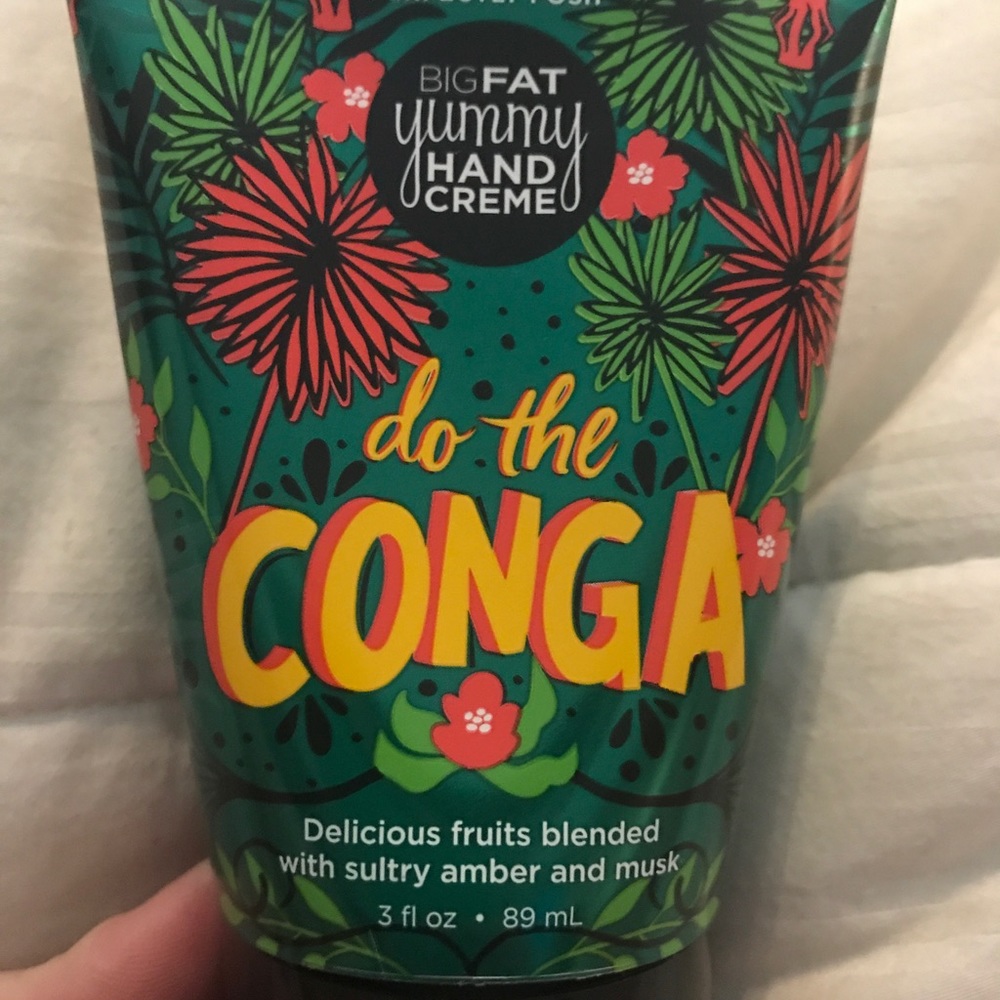 BIG FAT
yummy
HAND
CREME
do the
CONGA
Delicious fruits blended
with sultry amber and musk
3 fl oz • 89 mL